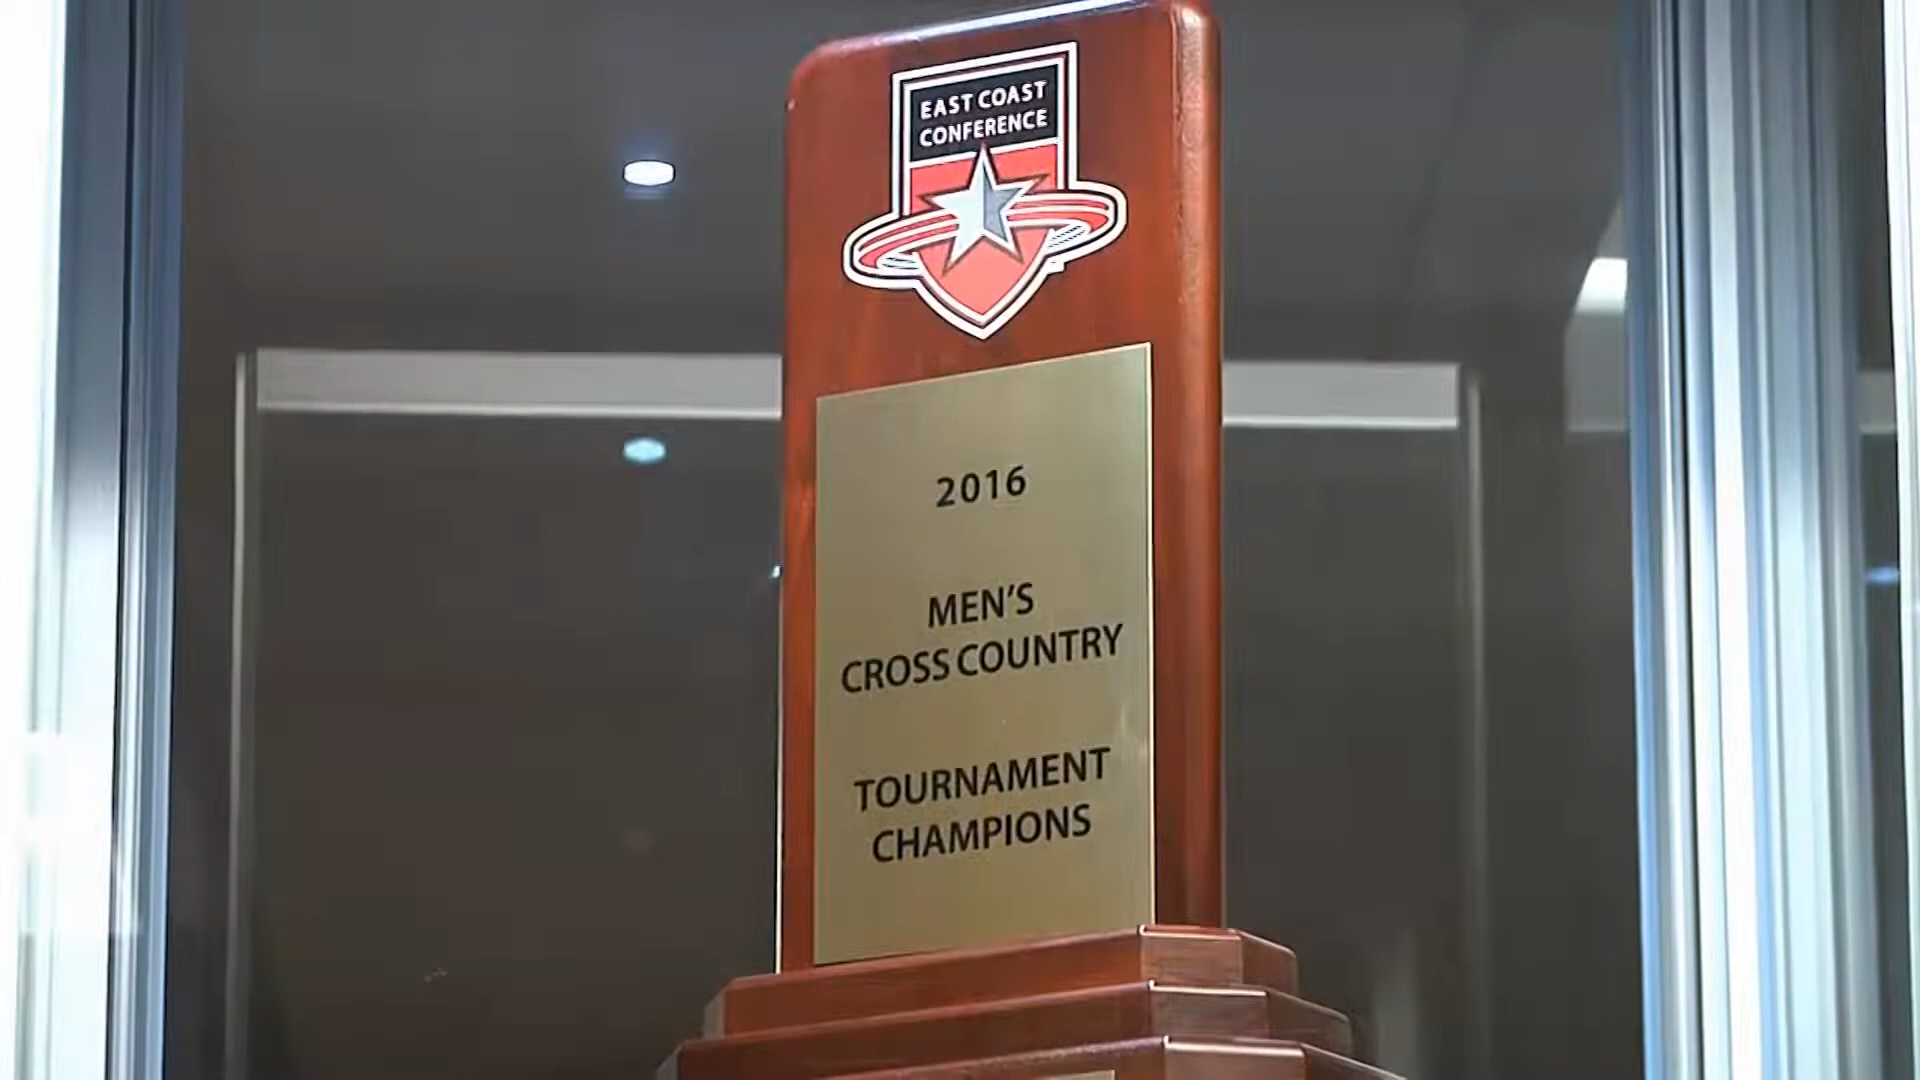 EAST COAST
CONFERENCE
2016
MEN'S
CROSS COUNTRY
TOURNAMENT
CHAMPIONS